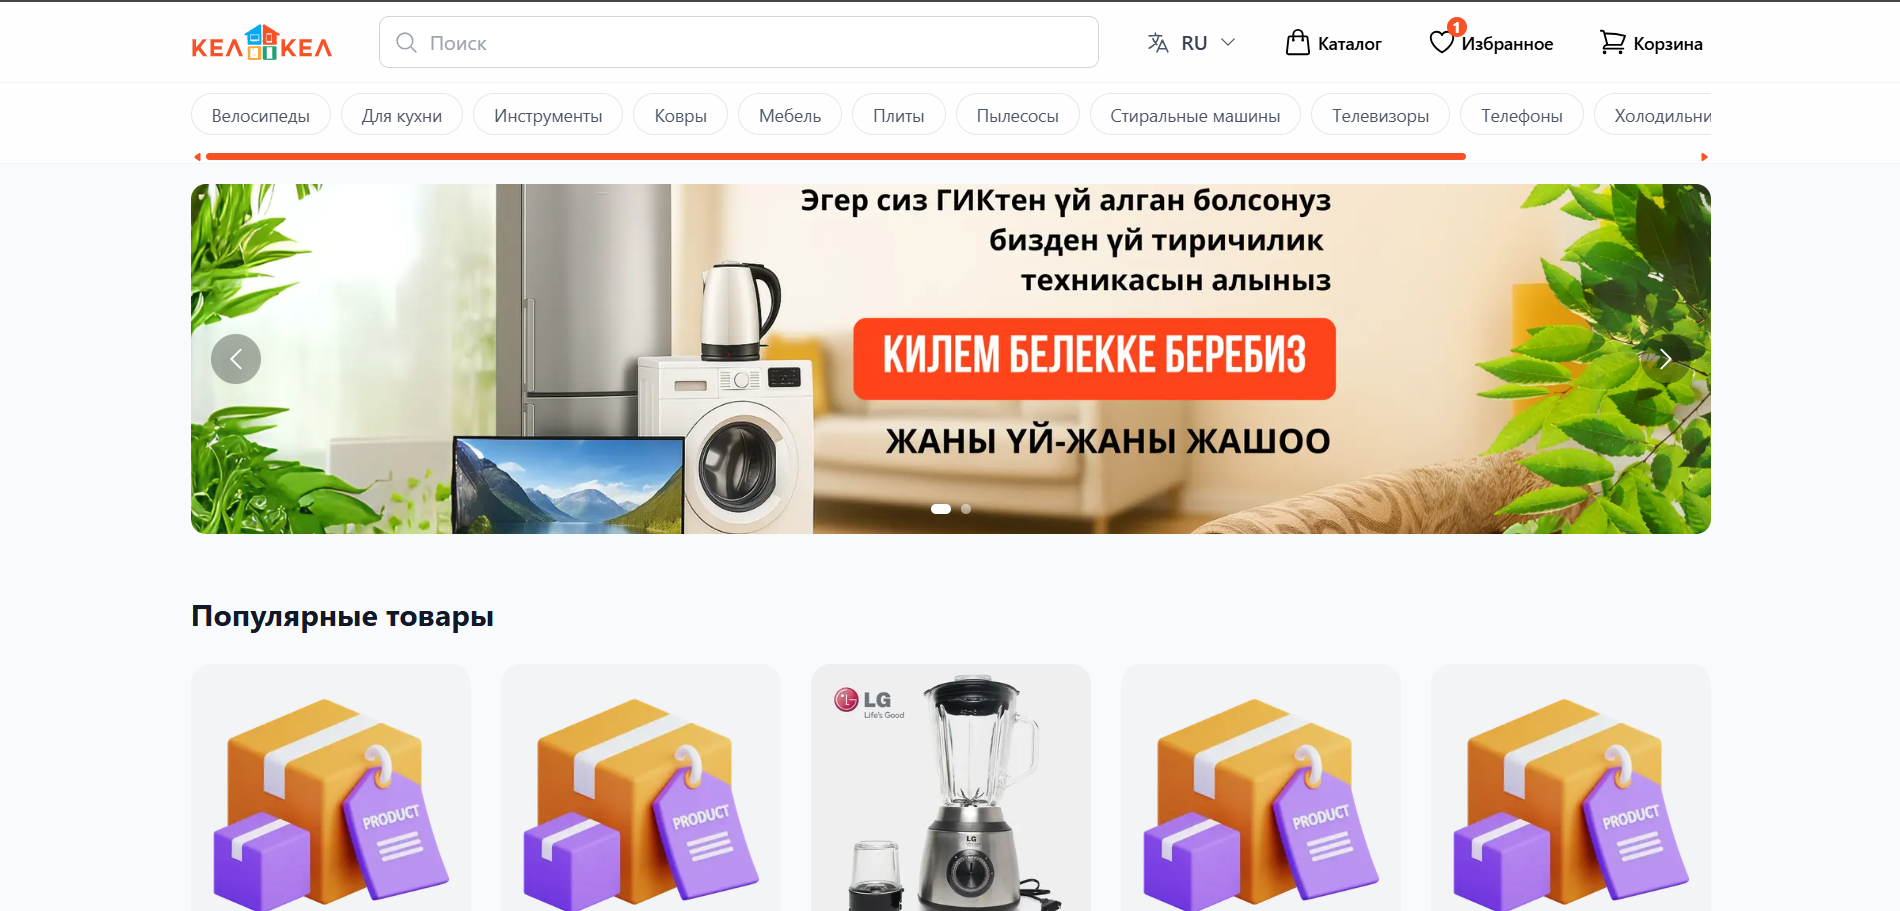 КЕЛ КЕЛ
Поиск
RU
Каталог
1
Избранное
Корзина
Велосипеды
Для кухни
Инструменты
Ковры
Мебель
Плиты
Пылесосы
Стиральные машины
Телевизоры
Телефоны
Холодильни
Эгер сиз ГИКтен үй алган болсонуз
бизден үй тиричилик
техникасын алыныз
КИЛЕМ БЕЛЕККЕ БЕРЕБИЗ
ЖАНЫ ҮЙ-ЖАНЫ ЖАШОО
Популярные товары
PRODUCT
PRODUCT
LG
Life's Good
LG
PRODUCT
PRODUCT